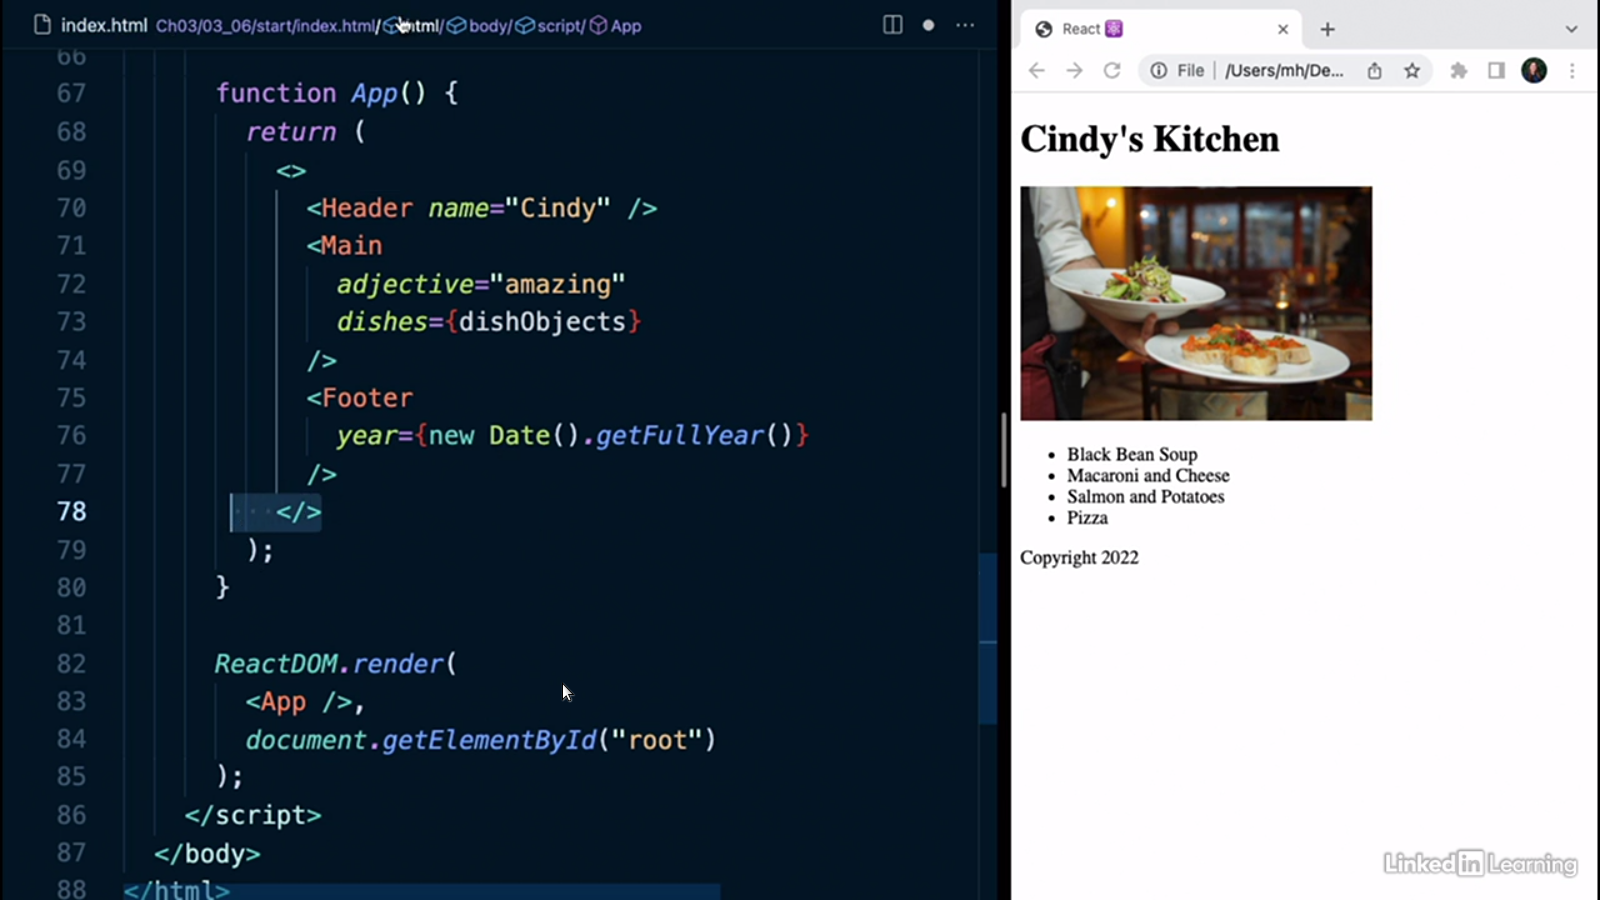 index.html Ch03/03_06/start/index.html/ html/ body/ script/ App
66
67 function App() {
68 return (
69 <>
70 <Header name="Cindy" />
71 <Main
72 adjective="amazing"
73 dishes={dishObjects}
74 />
75 <Footer
76 year={new Date().getFullYear()}
77 />
78 </>
79 );
80 }
81
82 ReactDOM.render(
83 <App />,
84 document.getElementById("root")
85 );
86 </script>
87 </body>
88 </html>
React
File /Users/mh/De...
Cindy's Kitchen
• Black Bean Soup
• Macaroni and Cheese
• Salmon and Potatoes
• Pizza
Copyright 2022
LinkedIn Learning